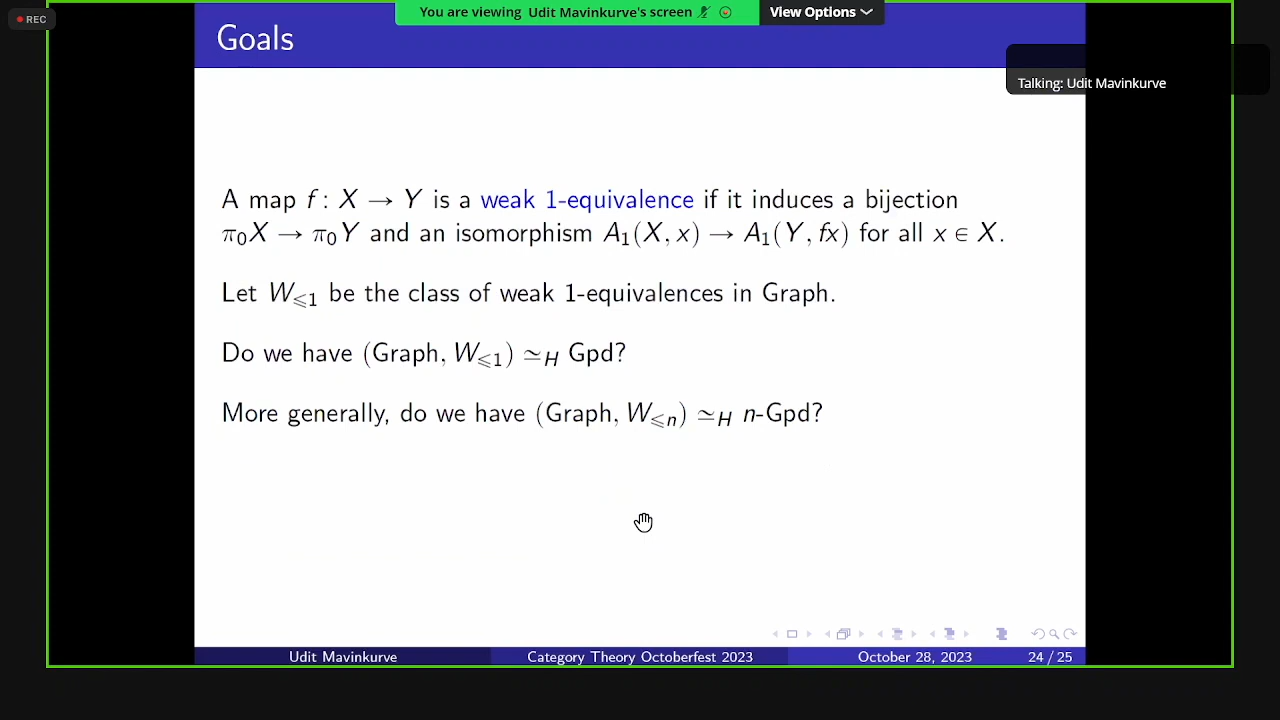 REC
You are viewing Udit Mavinkurve's screen
View Options
Goals
Talking: Udit Mavinkurve
A map f : X → Y is a weak 1-equivalence if it induces a bijection
π₀X → π₀Y and an isomorphism A₁(X, x) → A₁(Y, fx) for all x ∈ X.
Let W⩽₁ be the class of weak 1-equivalences in Graph.
Do we have (Graph, W⩽₁) ≃_H Gpd?
More generally, do we have (Graph, W⩽ₙ) ≃_H n-Gpd?
Udit Mavinkurve Category Theory Octoberfest 2023 October 28, 2023 24 / 25